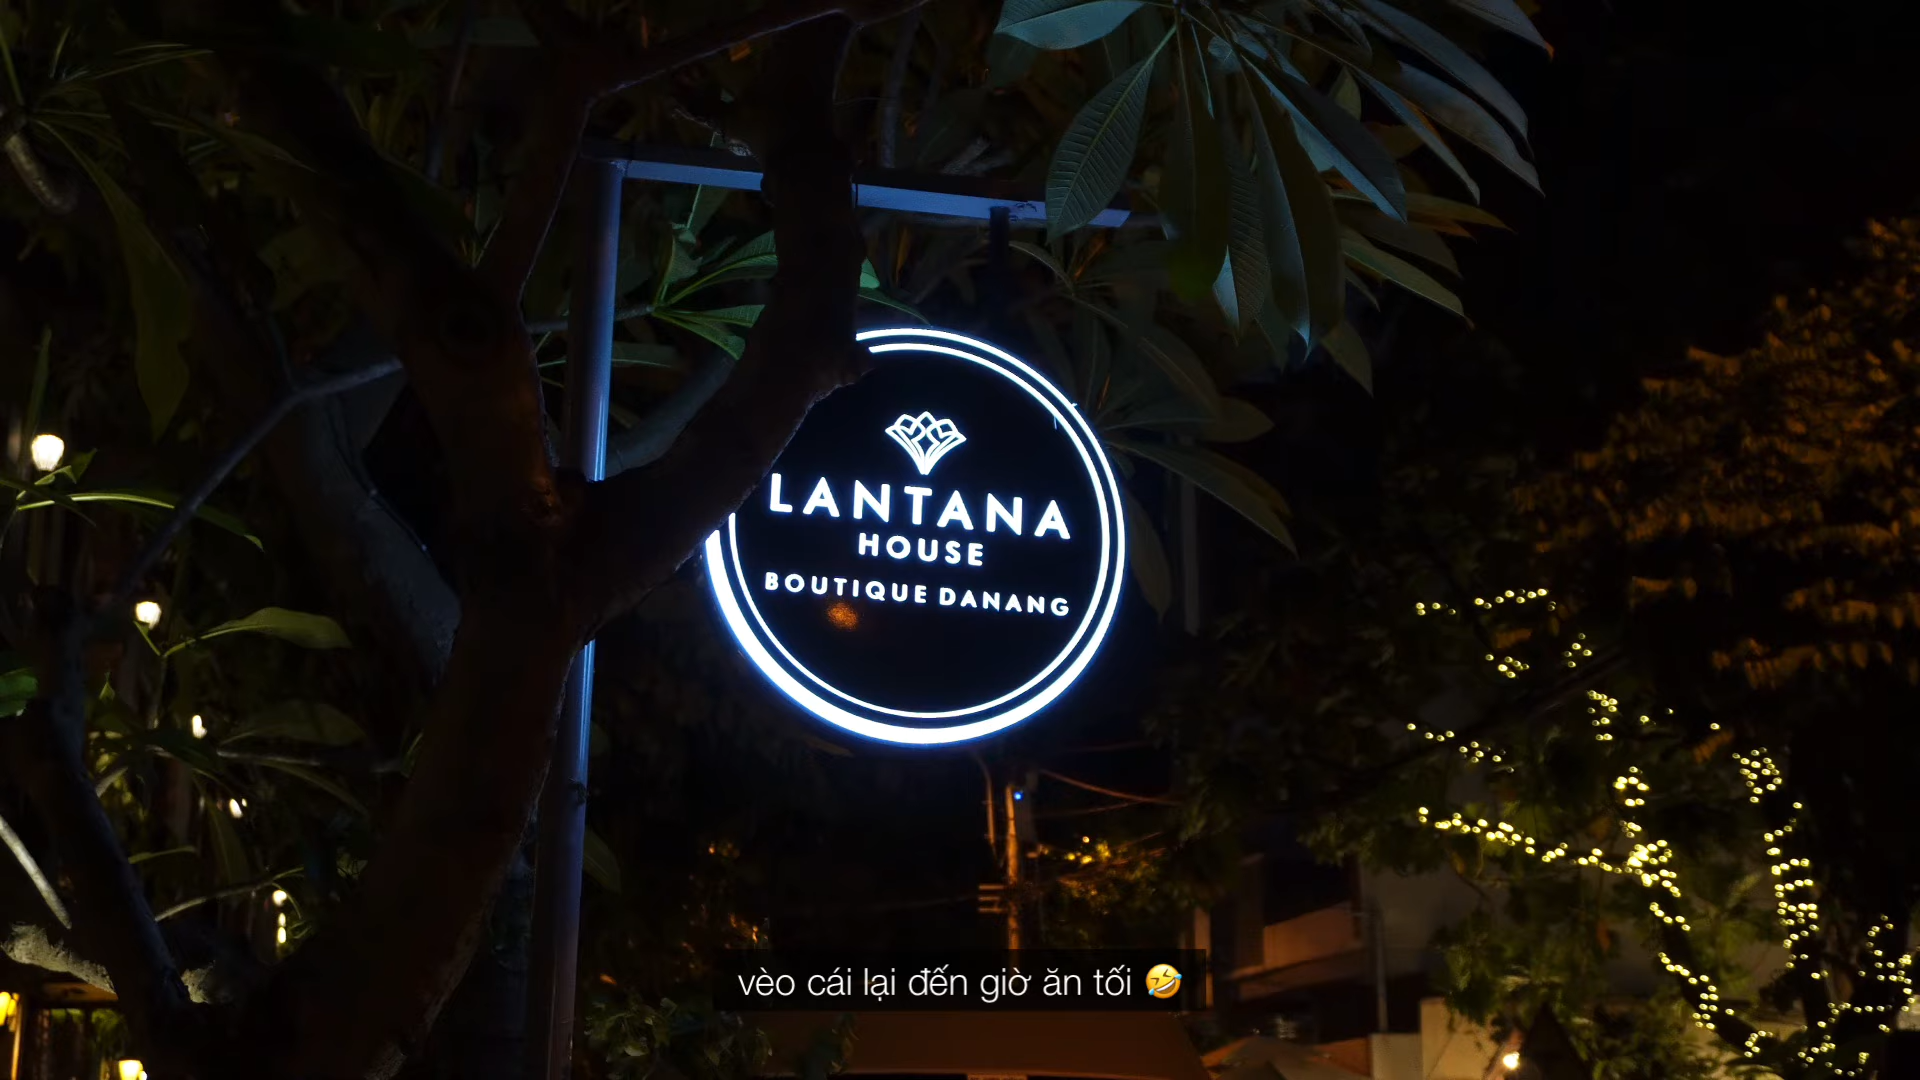 LANTANA
HOUSE
BOUTIQUE DANANG
vèo cái lại đến giờ ăn tối 🤣